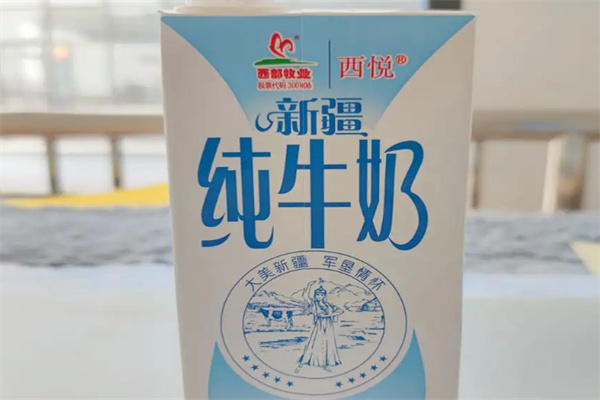 西部牧业
股票代码 300106
西悦®
新疆
纯牛奶
大美新疆 军垦情怀